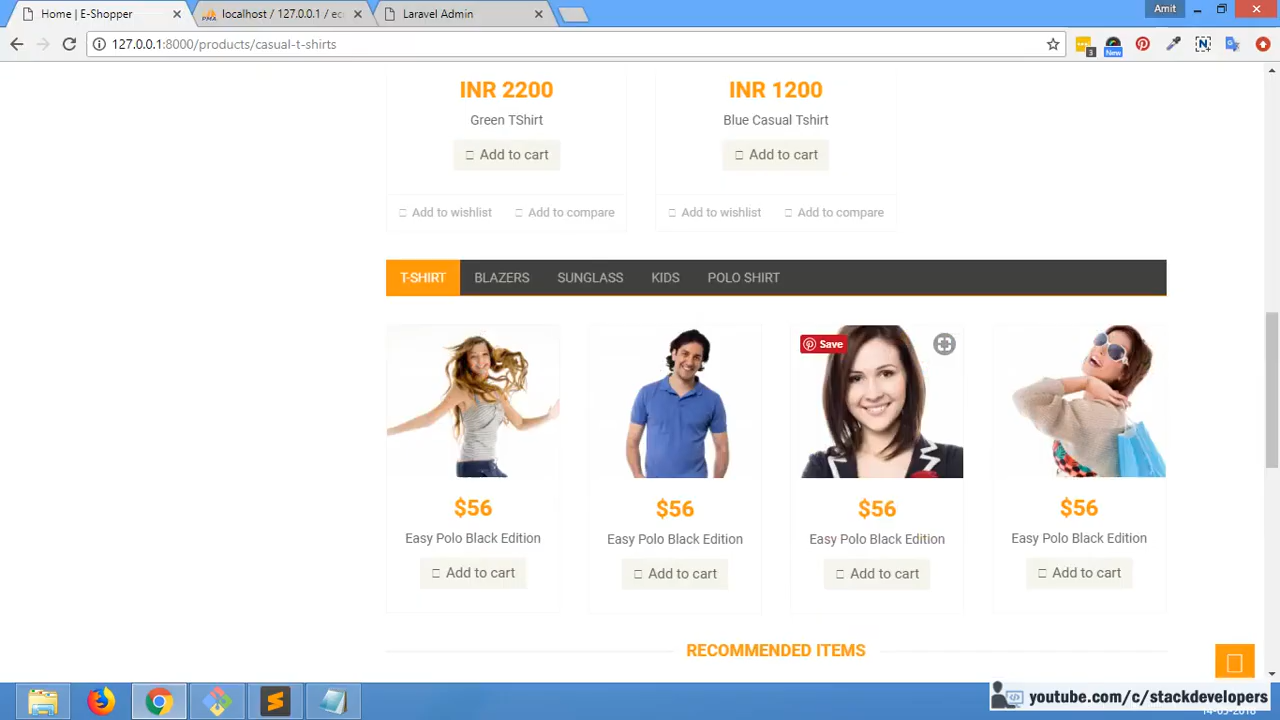 Home | E-Shopper
localhost / 127.0.0.1 / ec
Laravel Admin
Amit
127.0.0.1:8000/products/casual-t-shirts
3
New
INR 2200
INR 1200
Green TShirt
Blue Casual Tshirt
Add to cart
Add to cart
Add to wishlist
Add to compare
Add to wishlist
Add to compare
T-SHIRT
BLAZERS
SUNGLASS
KIDS
POLO SHIRT
Save
$56
$56
$56
$56
Easy Polo Black Edition
Easy Polo Black Edition
Easy Polo Black Edition
Easy Polo Black Edition
Add to cart
Add to cart
Add to cart
Add to cart
RECOMMENDED ITEMS
youtube.com/c/stackdevelopers